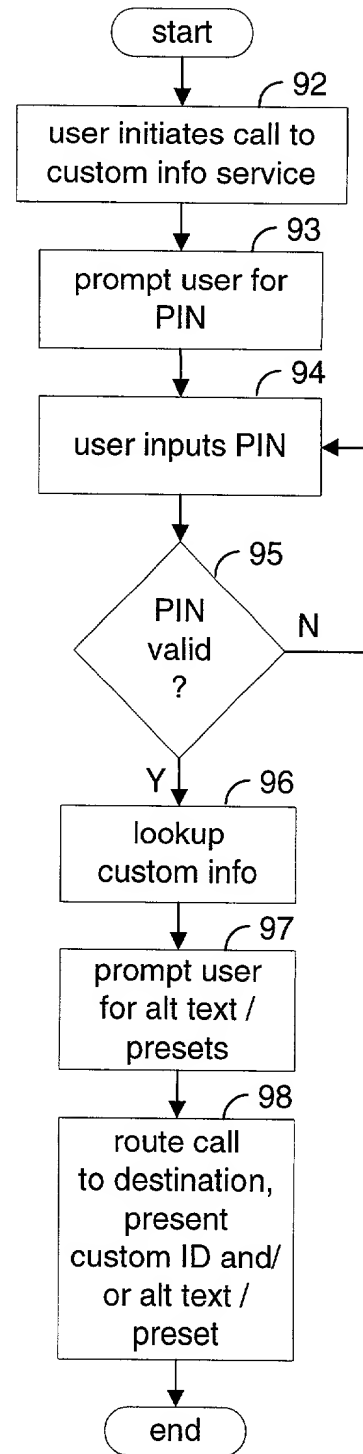 start
92
user initiates call to
custom info service
93
prompt user for
PIN
94
user inputs PIN
95
PIN
valid
?
N
Y
96
lookup
custom info
97
prompt user
for alt text /
presets
98
route call
to destination,
present
custom ID and/
or alt text /
preset
end